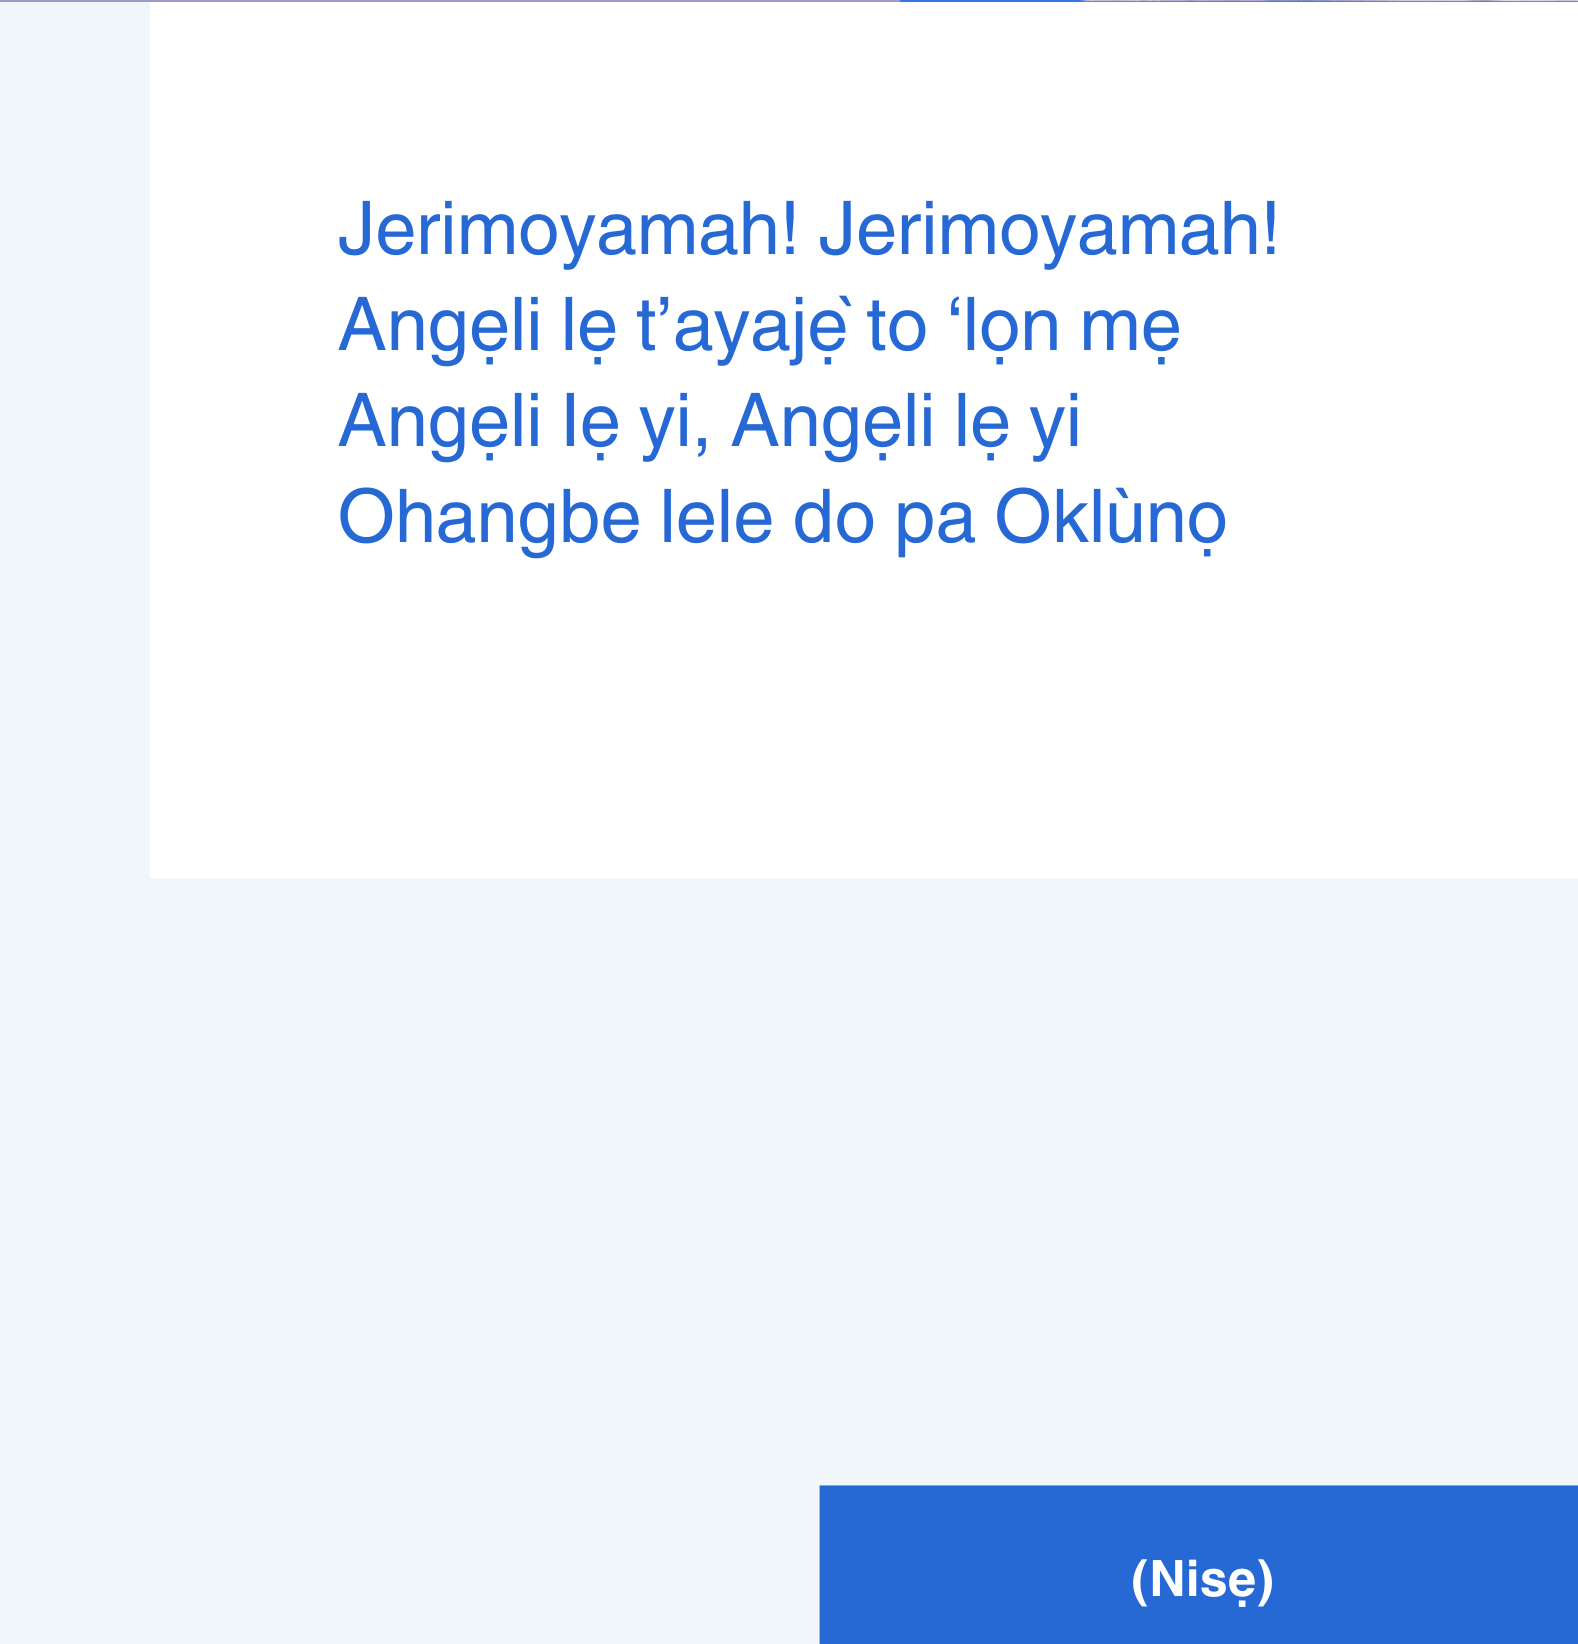 Jerimoyamah! Jerimoyamah!
Angẹli lẹ t’ayajẹ̀ to ‘lọn mẹ
Angẹli lẹ yi, Angẹli lẹ yi
Ohangbe lele do pa Oklùnọ
(Nisẹ)